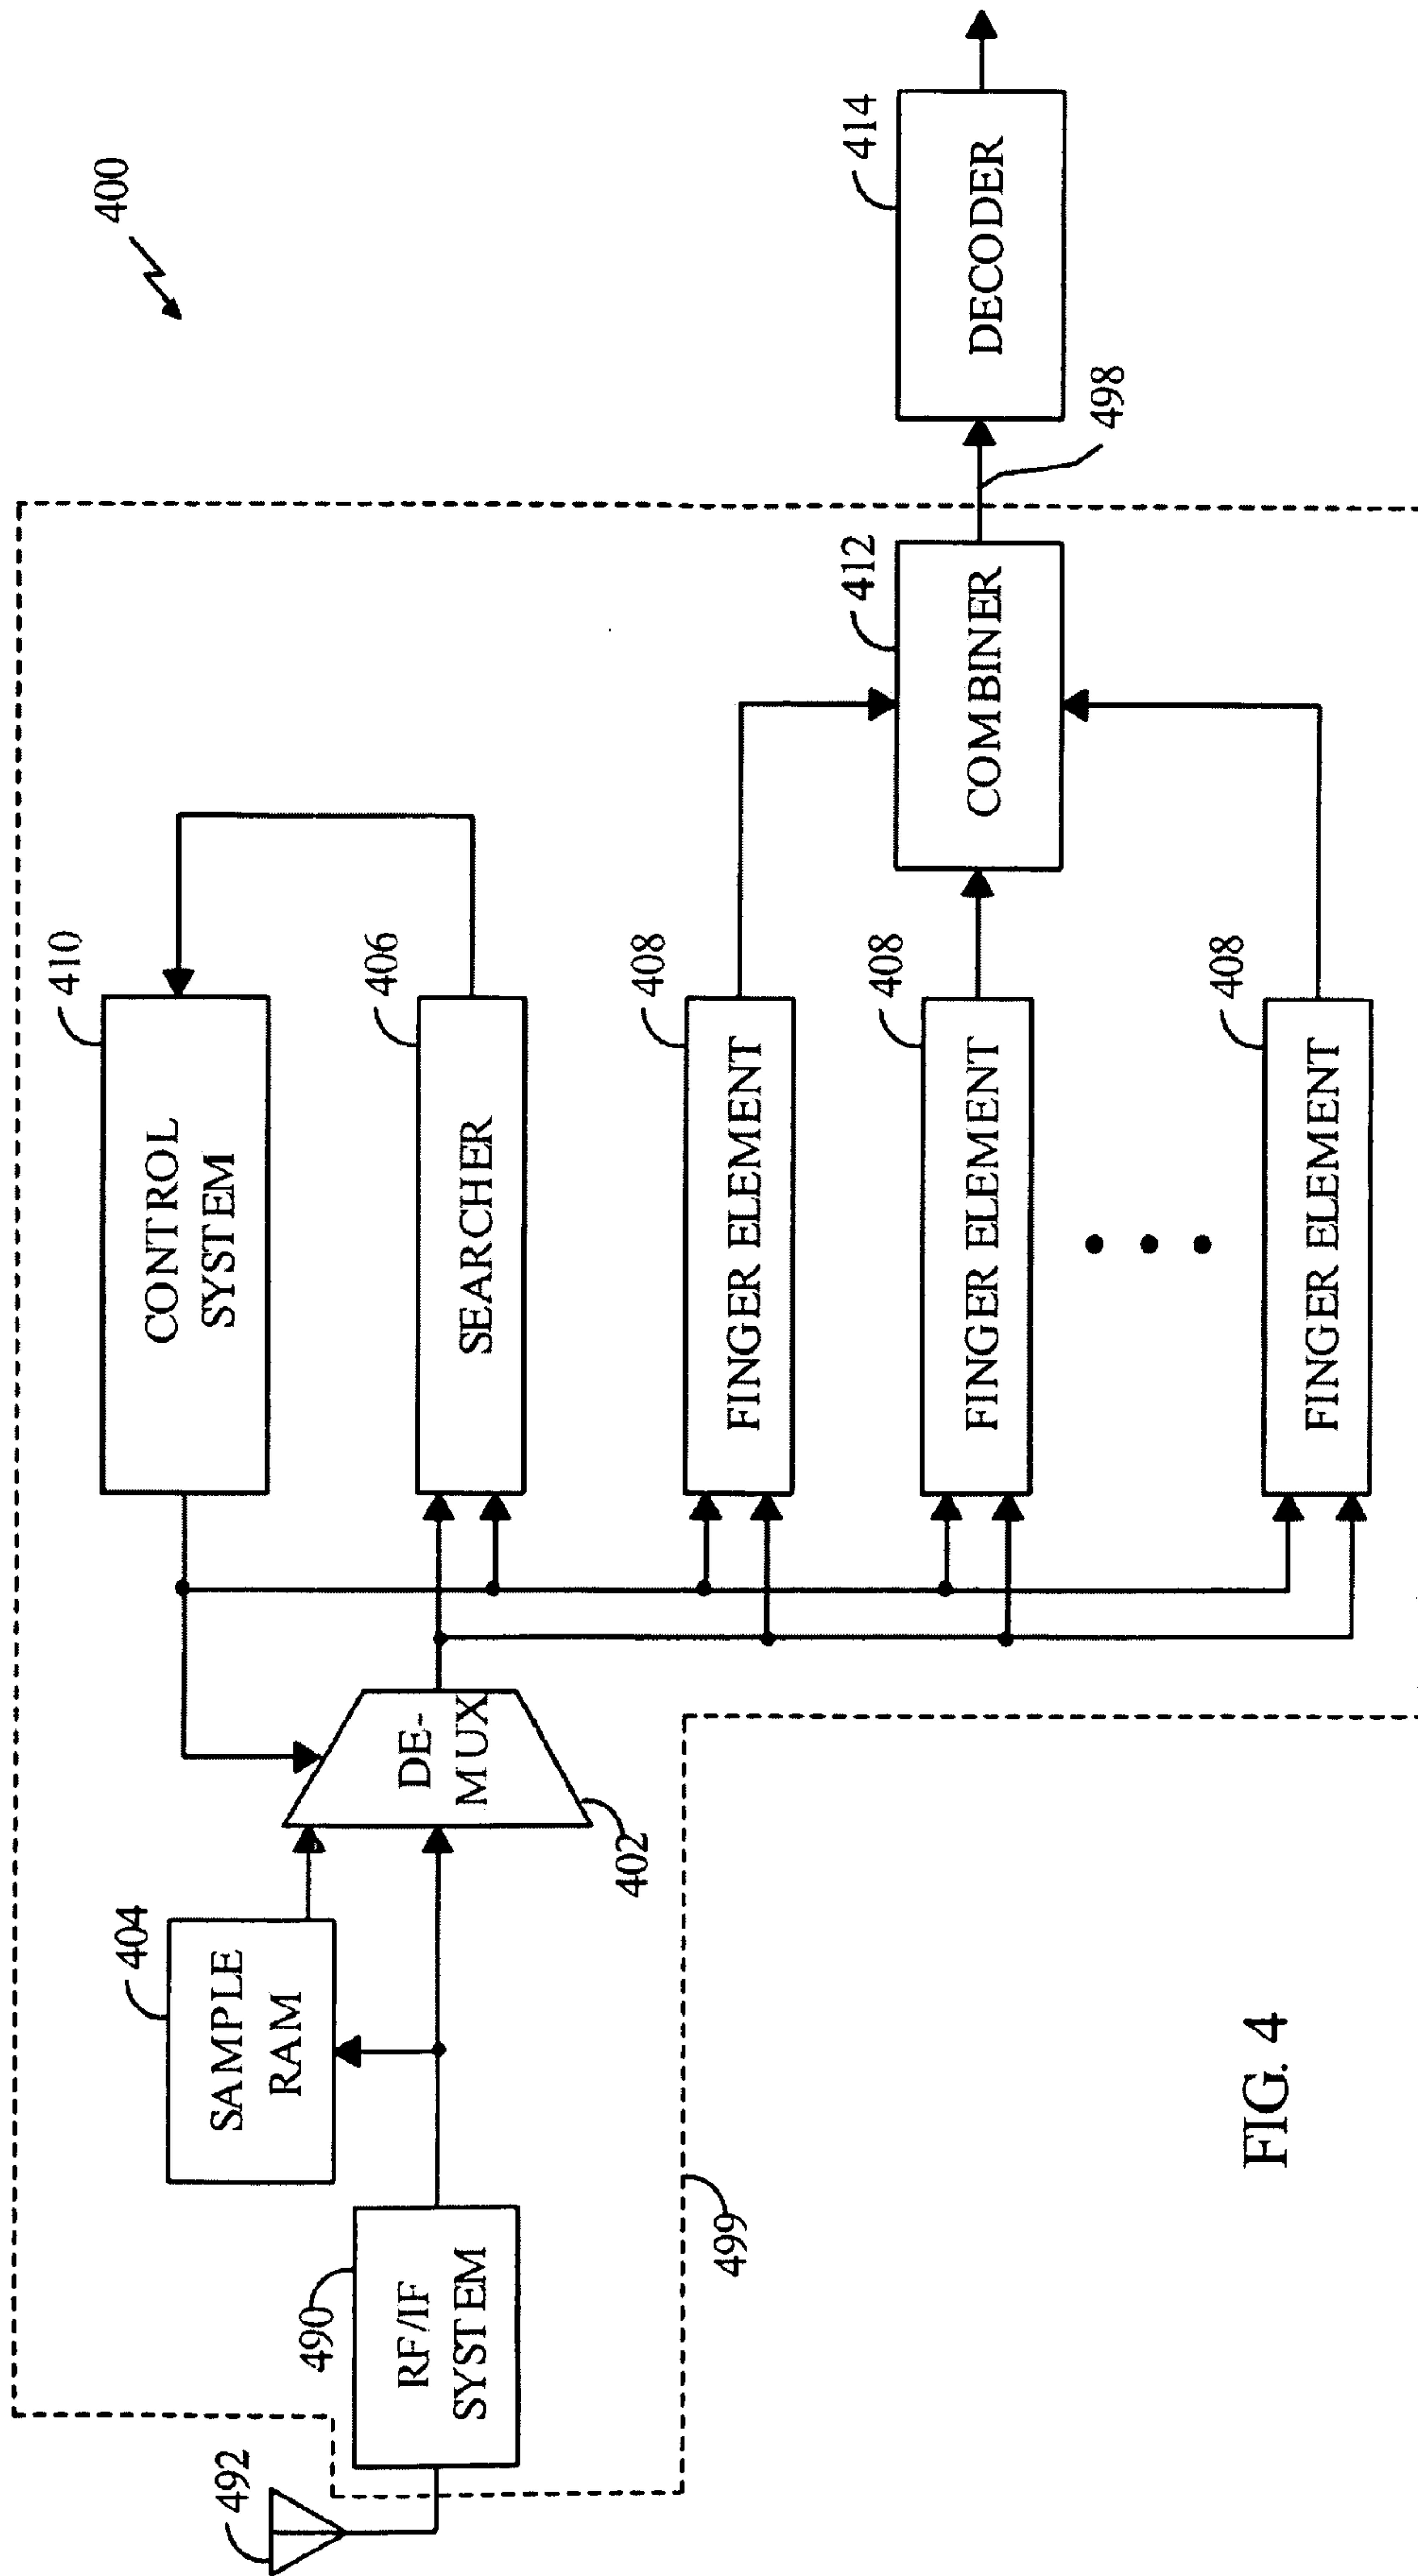 400
492
490
RF/IF
SYSTEM
404
SAMPLE
RAM
DE-
MUX
402
410
CONTROL
SYSTEM
406
SEARCHER
408
FINGER ELEMENT
408
FINGER ELEMENT
408
FINGER ELEMENT
412
COMBINER
498
414
DECODER
499
FIG. 4